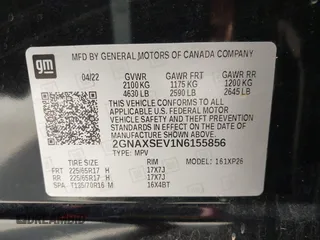 gm
MFD BY GENERAL MOTORS OF CANADA COMPANY
04/22 GVWR GAWR FRT GAWR RR
2100 KG 1175 KG 1200 KG
4630 LB 2590 LB 2645 LB
THIS VEHICLE CONFORMS TO ALL APPLICABLE
U.S. FEDERAL MOTOR VEHICLE SAFETY AND
THEFT PREVENTION STANDARDS IN EFFECT ON
THE DATE OF MANUFACTURE SHOWN ABOVE.
2GNAXSEV1N6155856
TYPE: MPV
TIRE SIZE RIM MODEL: 1XP26
FRT 225/65R17 H 17X7J
RR 225/65R17 H 17X7J
SPA T135/70R16 M 16X4BT
DREAMBID